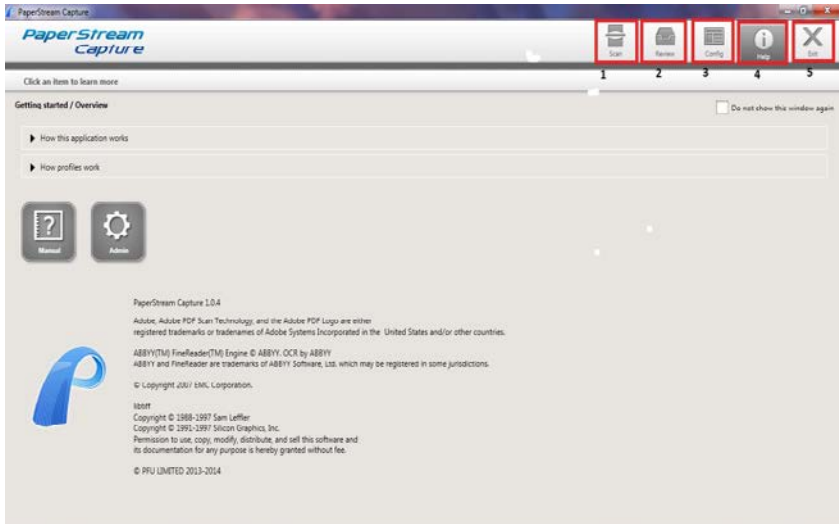 PaperStream Capture
PaperStream
Capture
Scan
Review
Config
Help
Exit
1 2 3 4 5
Click an item to learn more
Getting started / Overview
Do not show this window again
How this application works
How profiles work
Manual
Admin
PaperStream Capture 1.0.4
Adobe, Adobe PDF Scan Technology, and the Adobe PDF Logo are either
registered trademarks or tradenames of Adobe Systems Incorporated in the United States and/or other countries.
ABBYY(TM) FineReader(TM) Engine © ABBYY. OCR by ABBYY
ABBYY and FineReader are trademarks of ABBYY Software, Ltd. which may be registered in some jurisdictions.
© Copyright 2007 EMC Corporation.
libtiff
Copyright © 1988-1997 Sam Leffler
Copyright © 1991-1997 Silicon Graphics, Inc.
Permission to use, copy, modify, distribute, and sell this software and
its documentation for any purpose is hereby granted without fee.
© PFU LIMITED 2013-2014